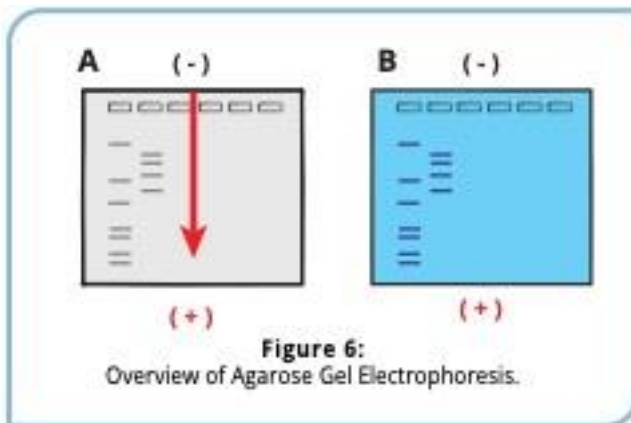 A (-)
B (-)
(+)
(+)
Figure 6:
Overview of Agarose Gel Electrophoresis.